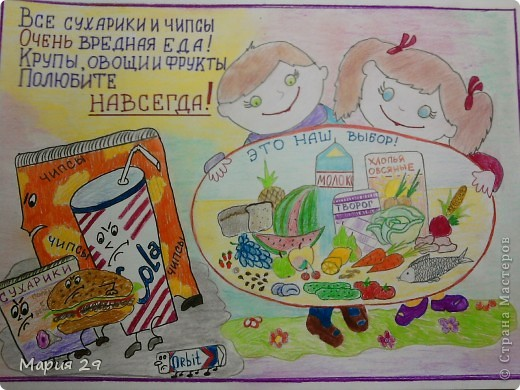 Все сухарики и чипсы
Очень вредная еда!
Крупы, овощи и фрукты
Полюбите
НАВСЕГДА!
ЭТО НАШ ВЫБОР!
МОЛОКО
ХЛОПЬЯ
ОВСЯНЫЕ
ТВОРОГ
ЧИПСЫ
ЧИПСЫ
ЧИПСЫ
СУХАРИКИ
Cola
Orbit
Мария 29
© Страна Мастеров